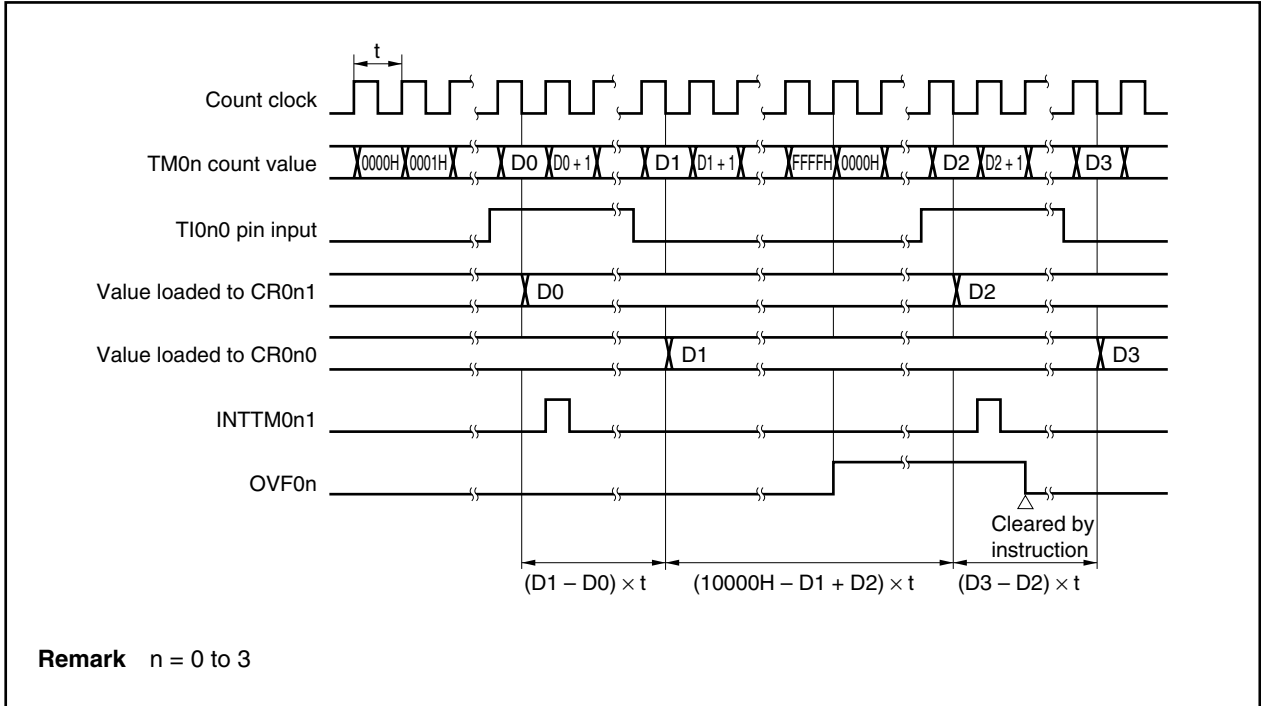 t
Count clock
TM0n count value 0000H 0001H D0 D0 + 1 D1 D1 + 1 FFFFH 0000H D2 D2 + 1 D3
TI0n0 pin input
Value loaded to CR0n1 D0 D2
Value loaded to CR0n0 D1 D3
INTTM0n1
OVF0n
Cleared by
instruction
(D1 – D0) × t (10000H – D1 + D2) × t (D3 – D2) × t
Remark n = 0 to 3